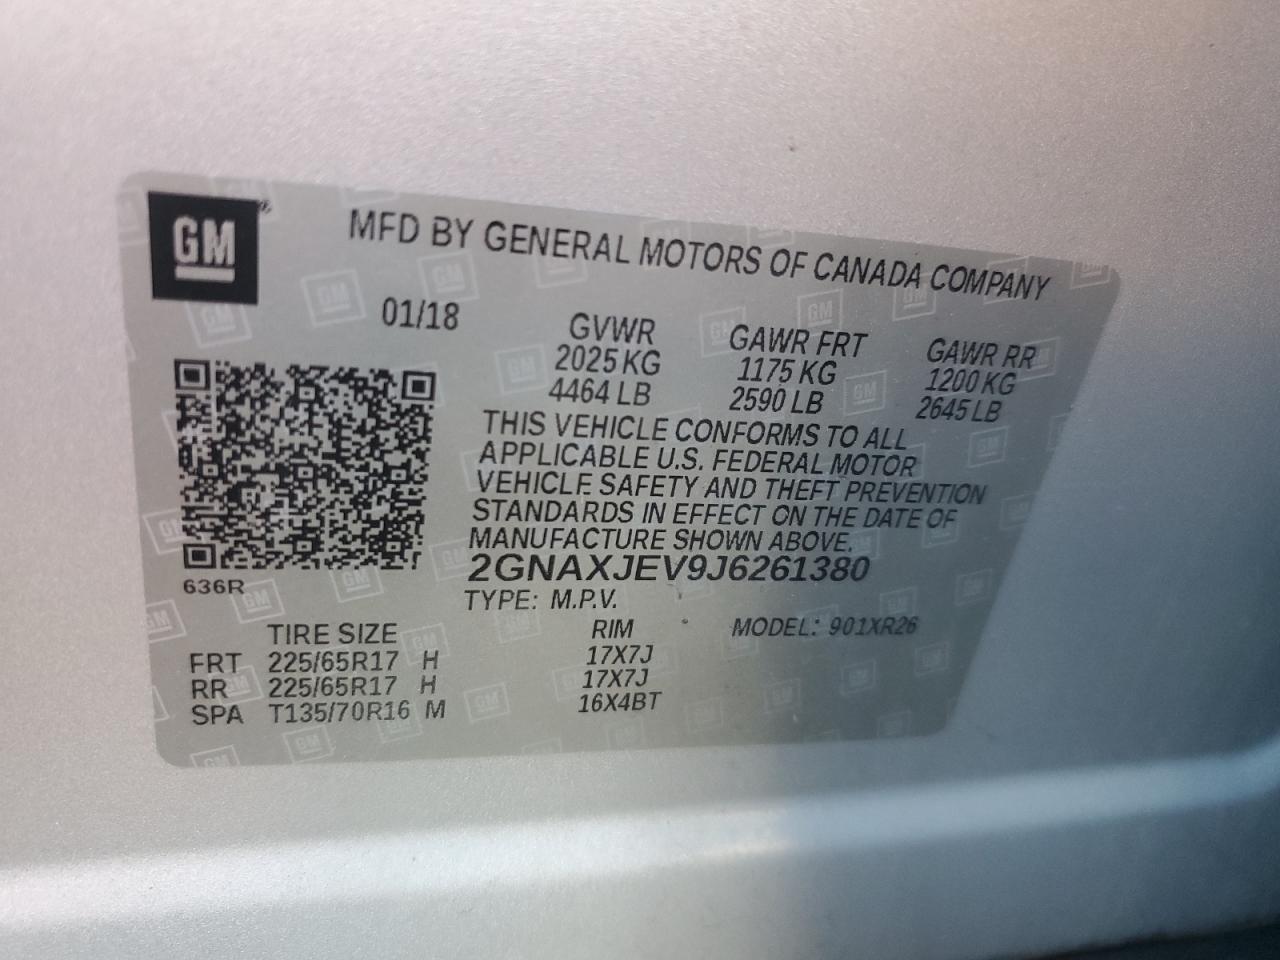 GM
MFD BY GENERAL MOTORS OF CANADA COMPANY
01/18
GVWR GAWR FRT GAWR RR
2025 KG 1175 KG 1200 KG
4464 LB 2590 LB 2645 LB
THIS VEHICLE CONFORMS TO ALL
APPLICABLE U.S. FEDERAL MOTOR
VEHICLE SAFETY AND THEFT PREVENTION
STANDARDS IN EFFECT ON THE DATE OF
MANUFACTURE SHOWN ABOVE.
2GNAXJEV9J6261380
636R
TYPE: M.P.V.
TIRE SIZE RIM MODEL: 901XR26
FRT 225/65R17 H 17X7J
RR 225/65R17 H 17X7J
SPA T135/70R16 M 16X4BT